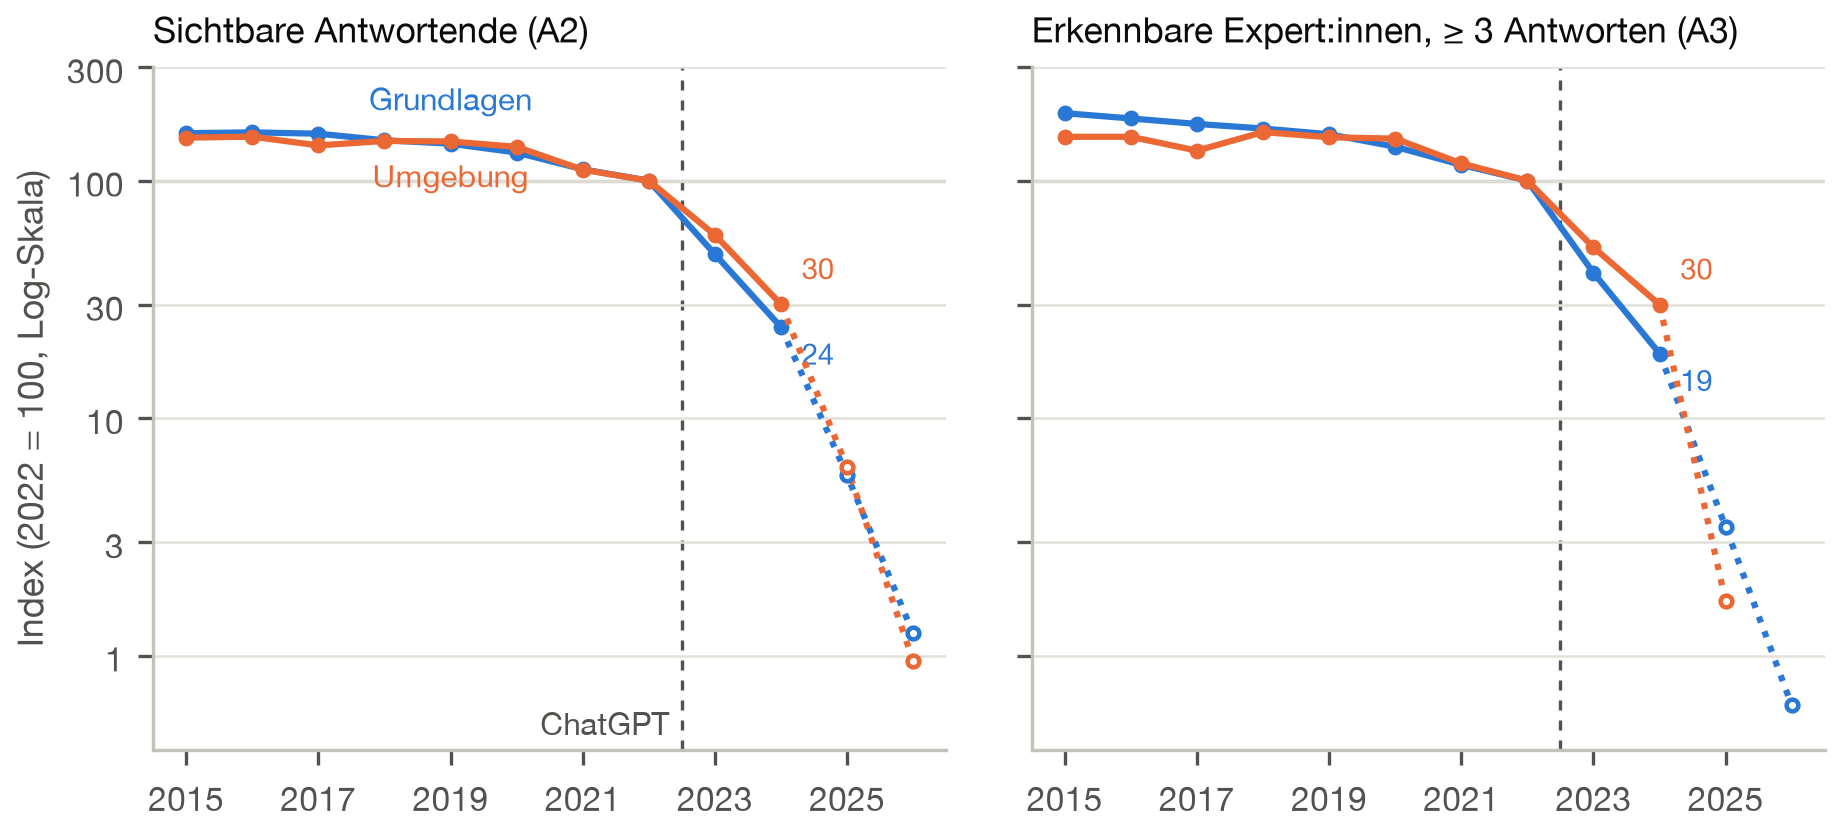 Sichtbare Antwortende (A2)
Erkennbare Expert:innen, ≥ 3 Antworten (A3)
Index (2022 = 100, Log-Skala)
300
100
30
10
3
1
Grundlagen
Umgebung
30
24
ChatGPT
30
19
2015 2017 2019 2021 2023 2025
2015 2017 2019 2021 2023 2025